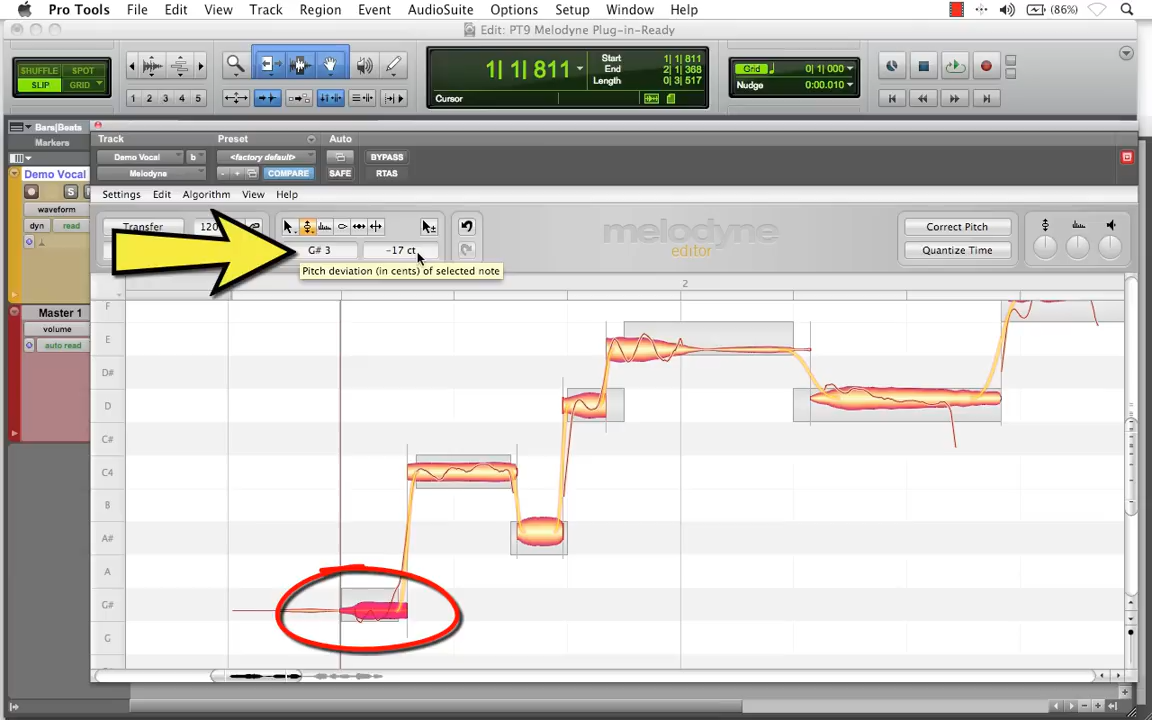 Pro Tools File Edit View Track Region Event AudioSuite Options Setup Window Help (86%)
Edit: PT9 Melodyne Plug-in-Ready
SHUFFLE SPOT
SLIP GRID
1 2 3 4 5
1| 1| 811
Start 1| 1| 811
End 2| 1| 368
Length 0| 3| 517
Cursor
Grid 0| 1| 000
Nudge 0:00.010
Bars|Beats
Markers
Demo Vocal
S
waveform
dyn read
Master 1
volume
auto read
Track Preset Auto
Demo Vocal b <factory default> BYPASS
Melodyne - + COMPARE SAFE RTAS
Settings Edit Algorithm View Help
Transfer 120
G# 3 -17 ct
Pitch deviation (in cents) of selected note
melodyne
editor
Correct Pitch
Quantize Time
2
F
E
D#
D
C#
C4
B
A#
A
G#
G